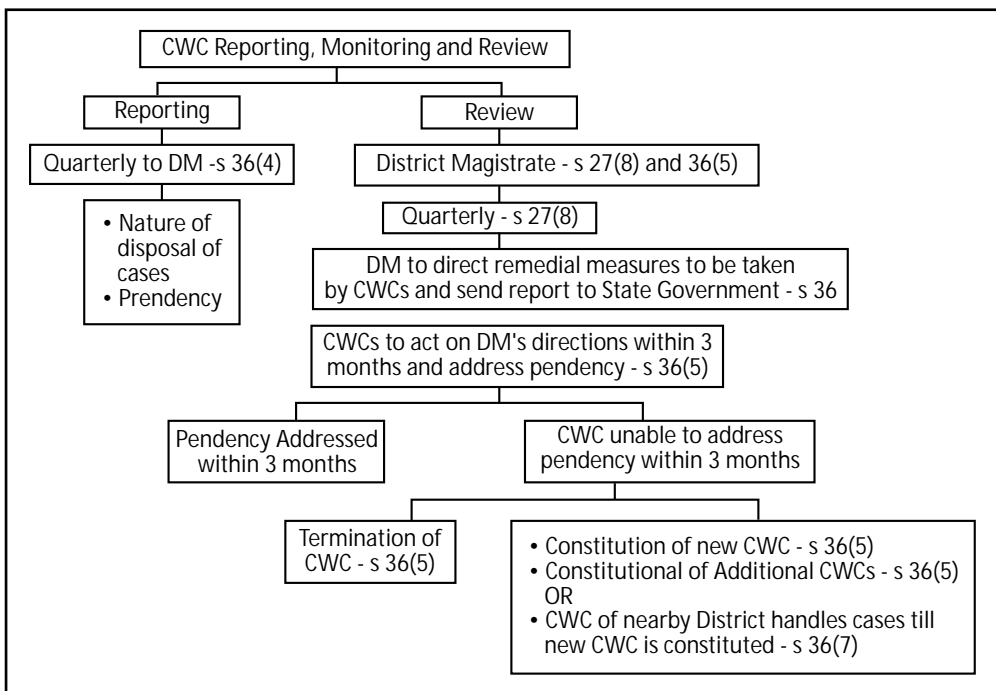 CWC Reporting, Monitoring and Review
Reporting
Review
Quarterly to DM -s 36(4)
District Magistrate - s 27(8) and 36(5)
• Nature of
disposal of
cases
• Prendency
Quarterly - s 27(8)
DM to direct remedial measures to be taken
by CWCs and send report to State Government - s 36
CWCs to act on DM's directions within 3
months and address pendency - s 36(5)
Pendency Addressed
within 3 months
CWC unable to address
pendency within 3 months
Termination of
CWC - s 36(5)
• Constitution of new CWC - s 36(5)
• Constitutional of Additional CWCs - s 36(5)
OR
• CWC of nearby District handles cases till
new CWC is constituted - s 36(7)